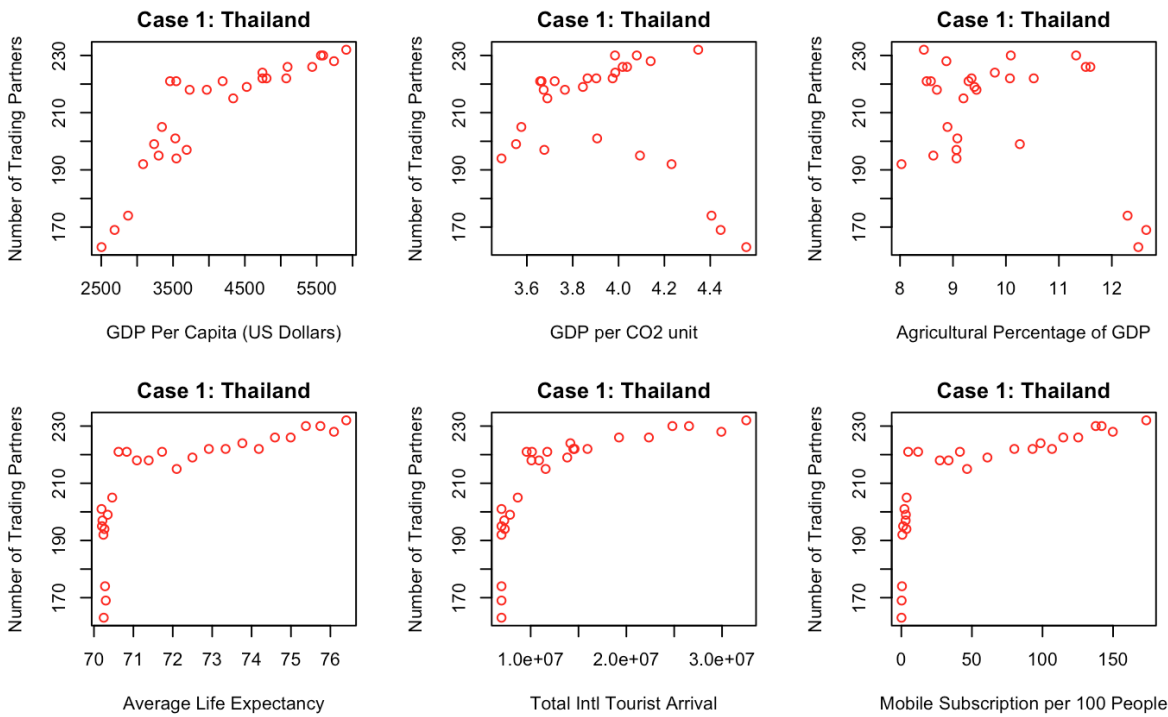 Case 1: Thailand
Number of Trading Partners
230
210
190
170
2500 3500 4500 5500
GDP Per Capita (US Dollars)
Case 1: Thailand
Number of Trading Partners
230
210
190
170
3.6 3.8 4.0 4.2 4.4
GDP per CO2 unit
Case 1: Thailand
Number of Trading Partners
230
210
190
170
8 9 10 11 12
Agricultural Percentage of GDP
Case 1: Thailand
Number of Trading Partners
230
210
190
170
70 71 72 73 74 75 76
Average Life Expectancy
Case 1: Thailand
Number of Trading Partners
230
210
190
170
1.0e+07 2.0e+07 3.0e+07
Total Intl Tourist Arrival
Case 1: Thailand
Number of Trading Partners
230
210
190
170
0 50 100 150
Mobile Subscription per 100 People